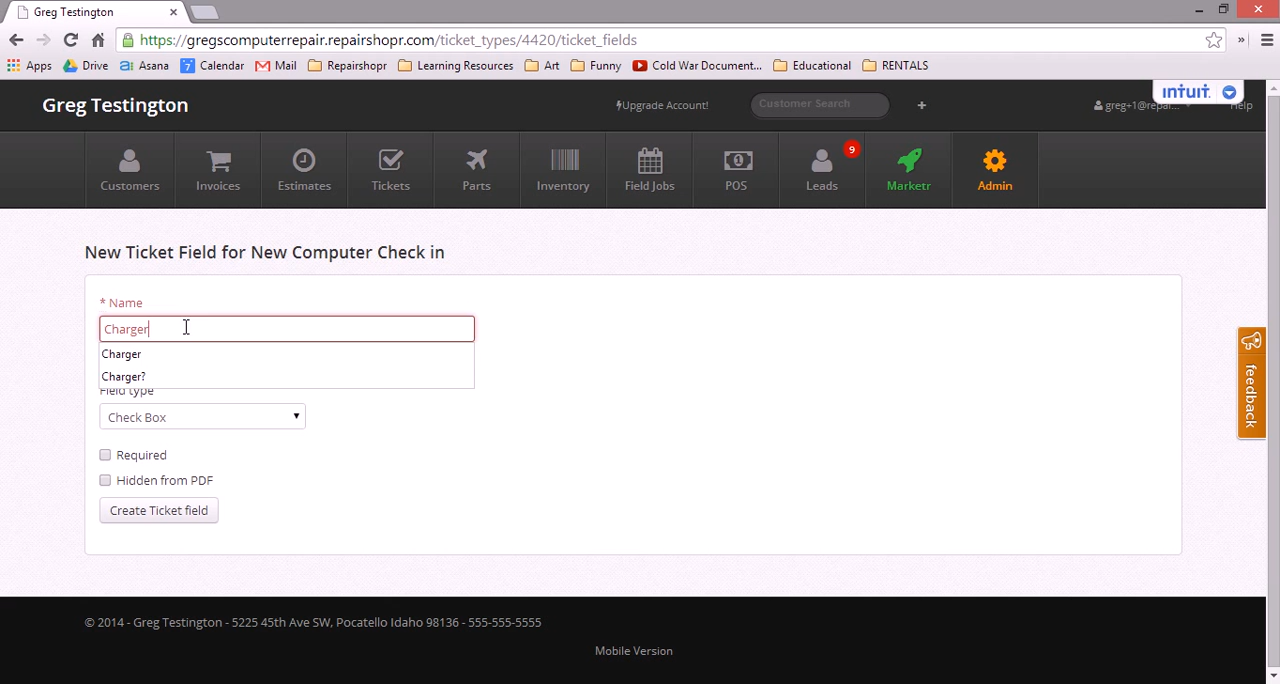 Greg Testington
https://gregscomputerrepair.repairshopr.com/ticket_types/4420/ticket_fields
»
Apps Drive Asana 7 Calendar Mail Repairshopr Learning Resources Art Funny Cold War Document... Educational RENTALS
intuit.
Greg Testington
Upgrade Account!
Customer Search
greg+1@repai...
Help
9
Customers Invoices Estimates Tickets Parts Inventory Field Jobs POS Leads Marketr Admin
New Ticket Field for New Computer Check in
* Name
Charger
Charger
Charger?
Field type
Check Box
Required
Hidden from PDF
Create Ticket field
feedback
© 2014 - Greg Testington - 5225 45th Ave SW, Pocatello Idaho 98136 - 555-555-5555
Mobile Version